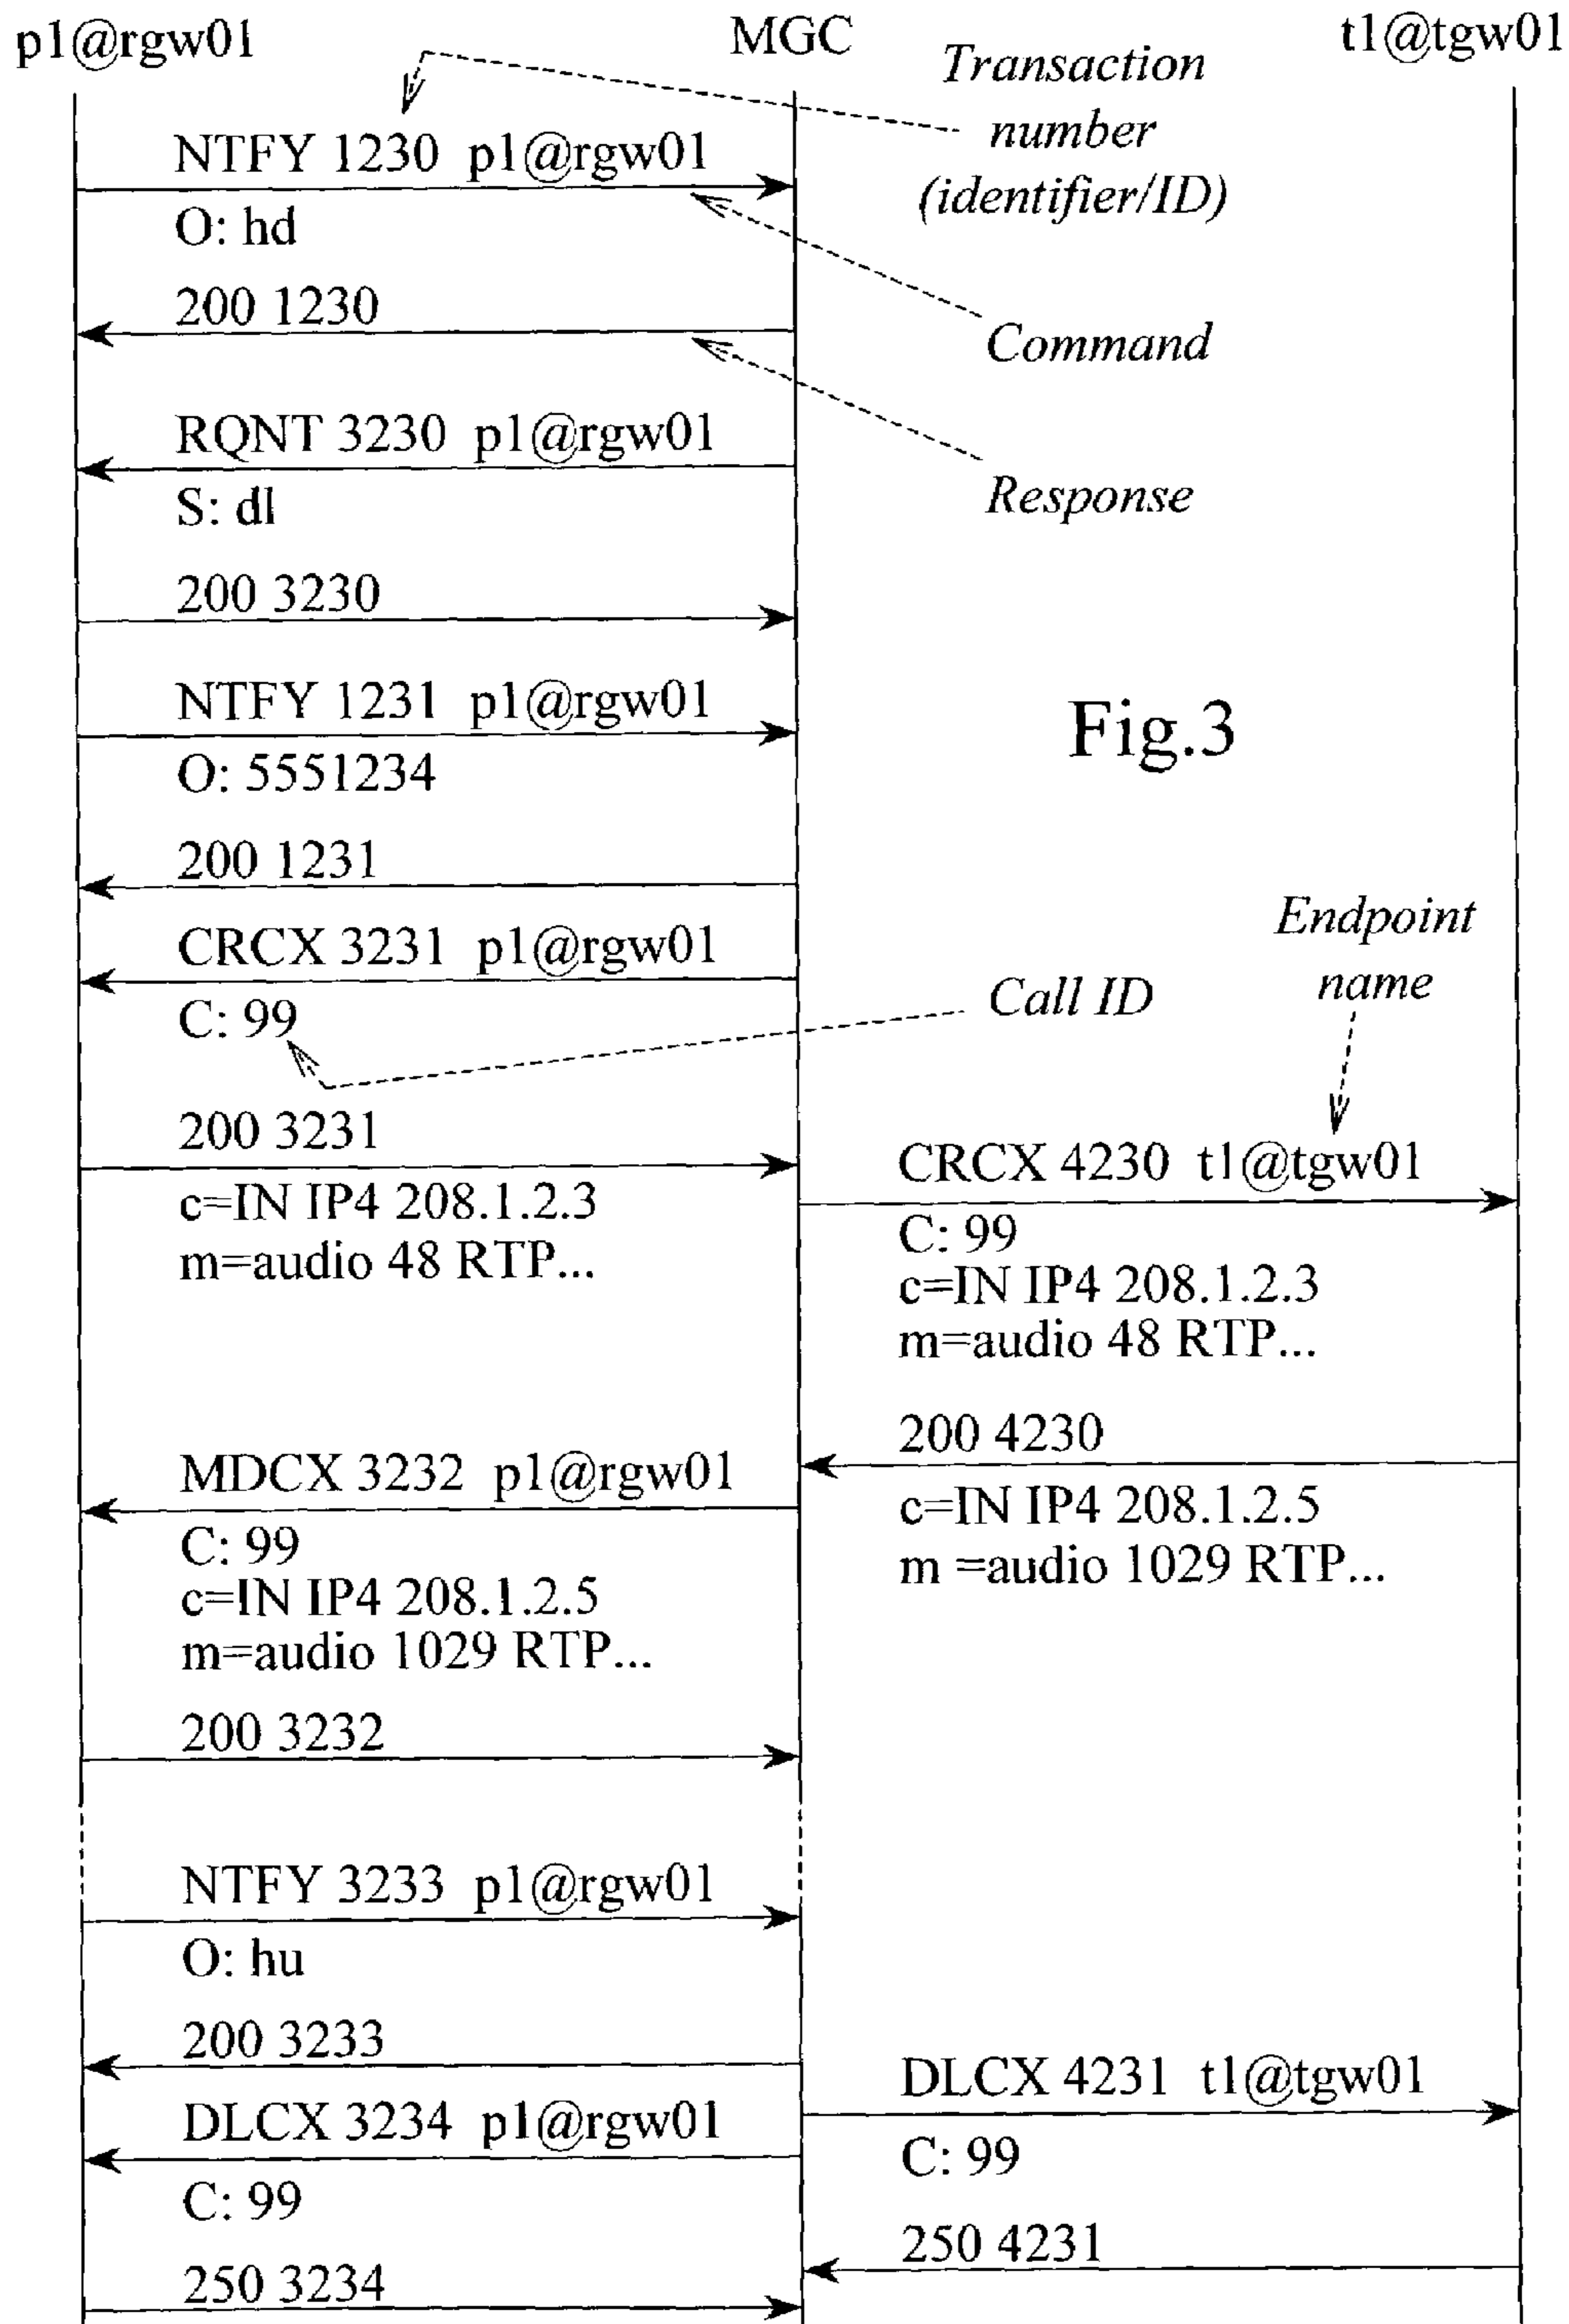 p1@rgw01
MGC
t1@tgw01
Transaction
number
(identifier/ID)
NTFY 1230 p1@rgw01
O: hd
200 1230
Command
RQNT 3230 p1@rgw01
S: dl
Response
200 3230
NTFY 1231 p1@rgw01
O: 5551234
Fig.3
200 1231
CRCX 3231 p1@rgw01
C: 99
Call ID
Endpoint
name
200 3231
c=IN IP4 208.1.2.3
m=audio 48 RTP...
CRCX 4230 t1@tgw01
C: 99
c=IN IP4 208.1.2.3
m=audio 48 RTP...
200 4230
c=IN IP4 208.1.2.5
m =audio 1029 RTP...
MDCX 3232 p1@rgw01
C: 99
c=IN IP4 208.1.2.5
m=audio 1029 RTP...
200 3232
NTFY 3233 p1@rgw01
O: hu
200 3233
DLCX 4231 t1@tgw01
C: 99
DLCX 3234 p1@rgw01
C: 99
250 4231
250 3234